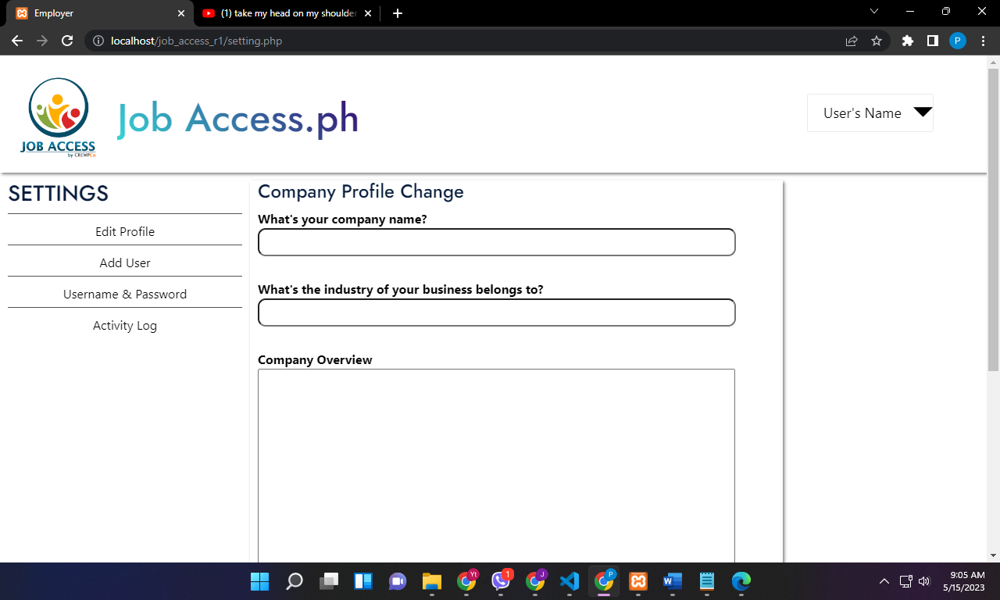 Employer
(1) take my head on my shoulder
localhost/job_access_r1/setting.php
P
JOB ACCESS
by CREMPCo
Job Access.ph
User's Name
SETTINGS
Edit Profile
Add User
Username & Password
Activity Log
Company Profile Change
What's your company name?
What's the industry of your business belongs to?
Company Overview
Yt
1
J
P
W
9:05 AM
5/15/2023